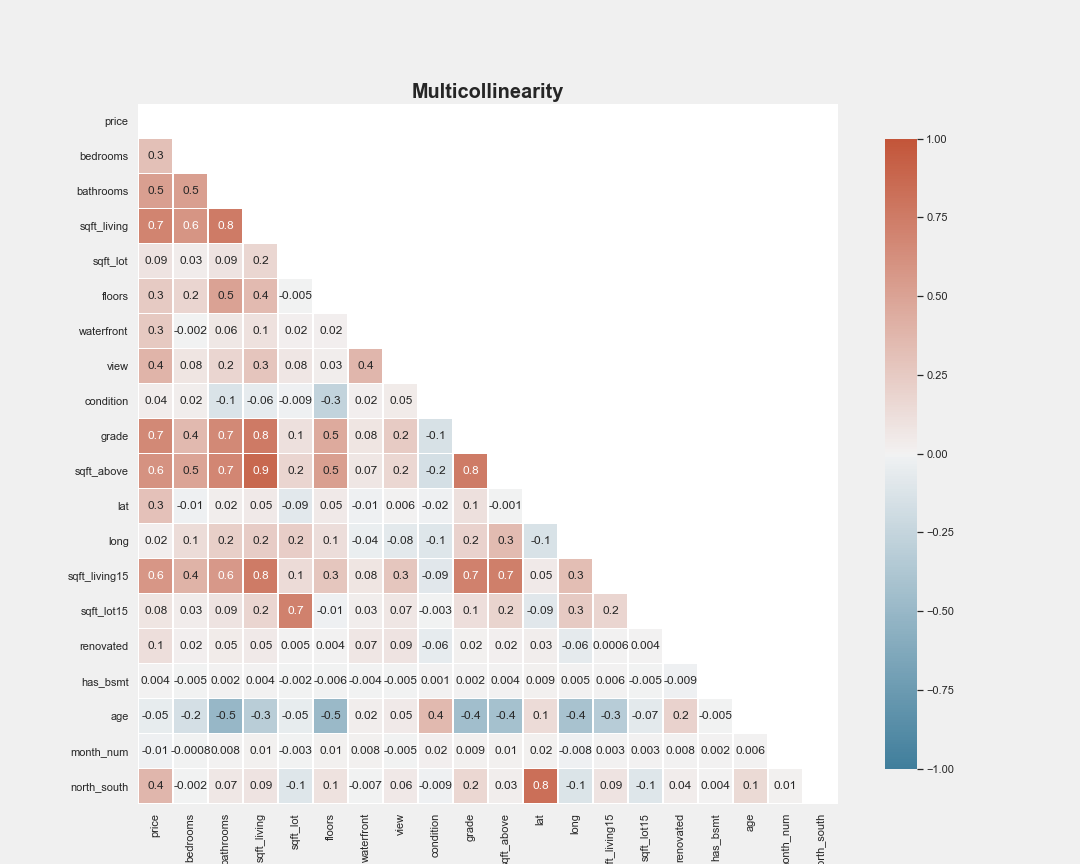 Multicollinearity
price
bedrooms 0.3
bathrooms 0.5 0.5
sqft_living 0.7 0.6 0.8
sqft_lot 0.09 0.03 0.09 0.2
floors 0.3 0.2 0.5 0.4 -0.005
waterfront 0.3 -0.002 0.06 0.1 0.02 0.02
view 0.4 0.08 0.2 0.3 0.08 0.03 0.4
condition 0.04 0.02 -0.1 -0.06 -0.009 -0.3 0.02 0.05
grade 0.7 0.4 0.7 0.8 0.1 0.5 0.08 0.2 -0.1
sqft_above 0.6 0.5 0.7 0.9 0.2 0.5 0.07 0.2 -0.2 0.8
lat 0.3 -0.01 0.02 0.05 -0.09 0.05 -0.01 0.006 -0.02 0.1 -0.001
long 0.02 0.1 0.2 0.2 0.2 0.1 -0.04 -0.08 -0.1 0.2 0.3 -0.1
sqft_living15 0.6 0.4 0.6 0.8 0.1 0.3 0.08 0.3 -0.09 0.7 0.7 0.05 0.3
sqft_lot15 0.08 0.03 0.09 0.2 0.7 -0.01 0.03 0.07 -0.003 0.1 0.2 -0.09 0.3 0.2
renovated 0.1 0.02 0.05 0.05 0.005 0.004 0.07 0.09 -0.06 0.02 0.02 0.03 -0.06 0.0006 0.004
has_bsmt 0.004 -0.005 0.002 0.004 -0.002 -0.006 -0.004 -0.005 0.001 0.002 0.004 0.009 0.005 0.006 -0.005 -0.009
age -0.05 -0.2 -0.5 -0.3 -0.05 -0.5 0.02 0.05 0.4 -0.4 -0.4 0.1 -0.4 -0.3 -0.07 0.2 -0.005
month_num -0.01 -0.0008 0.008 0.01 -0.003 0.01 0.008 -0.005 0.02 0.009 0.01 0.02 -0.008 0.003 0.003 0.008 0.002 0.006
north_south 0.4 -0.002 0.07 0.09 -0.1 0.1 -0.007 0.06 -0.009 0.2 0.03 0.8 -0.1 0.09 -0.1 0.04 0.004 0.1 0.01
price
bedrooms
athrooms
sqft_living
sqft_lot
floors
waterfront
view
condition
grade
qft_above
lat
long
ft_living15
sqft_lot15
renovated
has_bsmt
age
onth_num
rth_south
1.00
0.75
0.50
0.25
0.00
−0.25
−0.50
−0.75
−1.00